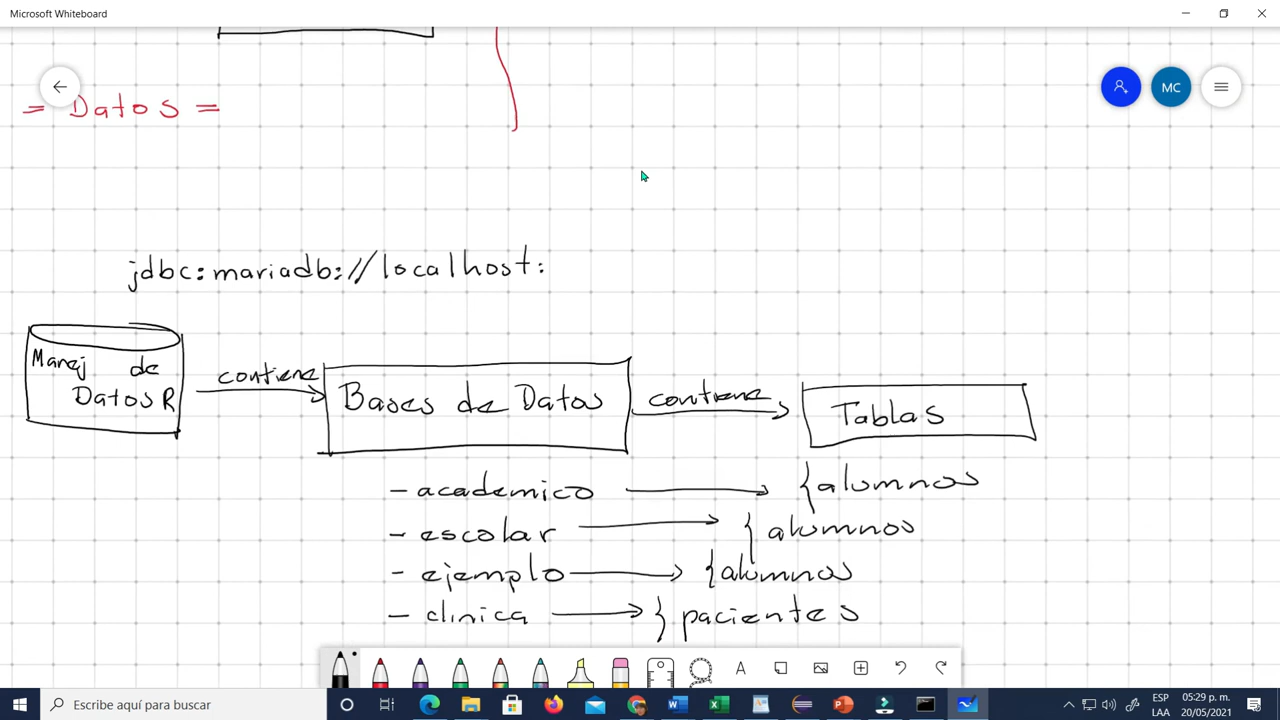 Microsoft Whiteboard
MC
= Datos =
jdbc:mariadb://localhost:
Manej de
Datos R
contiene
Bases de Datos
contiene
Tablas
- academico {alumnos
- escolar {alumnos
- ejemplo {alumnos
- clinica } pacientes
Escribe aquí para buscar
ESP
LAA
05:29 p. m.
20/05/2021